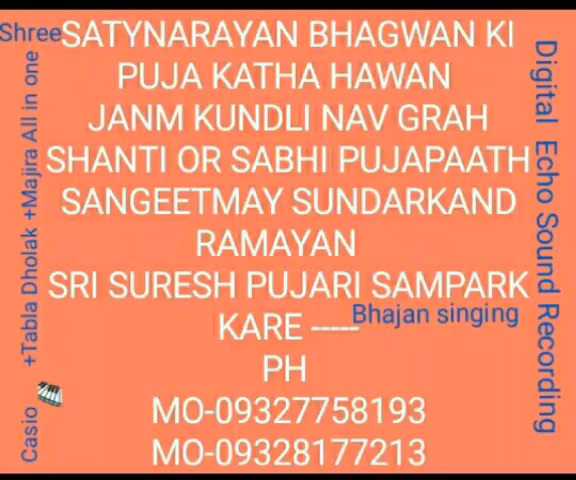 Shree SATYNARAYAN BHAGWAN KI
PUJA KATHA HAWAN
JANM KUNDLI NAV GRAH
SHANTI OR SABHI PUJAPAATH
SANGEETMAY SUNDARKAND
RAMAYAN
SRI SURESH PUJARI SAMPARK
KARE -----
Bhajan singing
PH
MO-09327758193
MO-09328177213
Casio 🎹 +Tabla Dholak +Majira All in one
Digital Echo Sound Recording